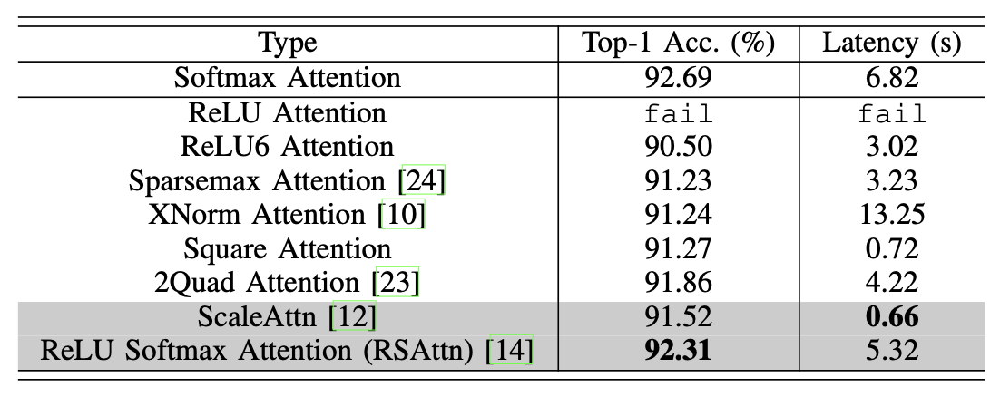 Type Top-1 Acc. (%) Latency (s)
Softmax Attention 92.69 6.82
ReLU Attention fail fail
ReLU6 Attention 90.50 3.02
Sparsemax Attention [24] 91.23 3.23
XNorm Attention [10] 91.24 13.25
Square Attention 91.27 0.72
2Quad Attention [23] 91.86 4.22
ScaleAttn [12] 91.52 0.66
ReLU Softmax Attention (RSAttn) [14] 92.31 5.32